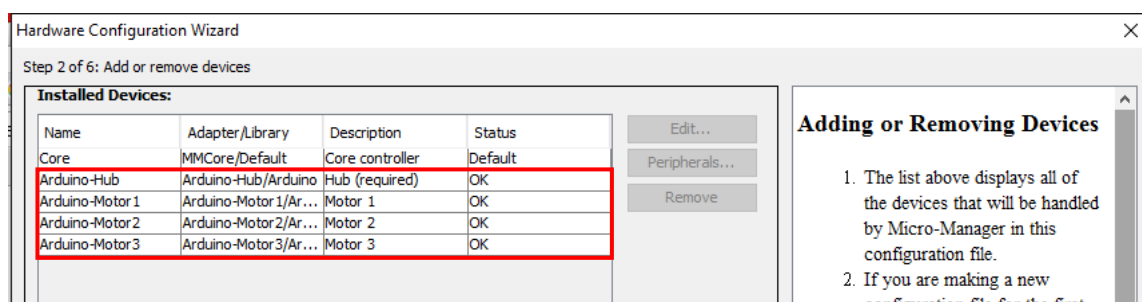 Hardware Configuration Wizard
Step 2 of 6: Add or remove devices
Installed Devices:
Name Adapter/Library Description Status
Core MMCore/Default Core controller Default
Arduino-Hub Arduino-Hub/Arduino Hub (required) OK
Arduino-Motor1 Arduino-Motor1/Ar... Motor 1 OK
Arduino-Motor2 Arduino-Motor2/Ar... Motor 2 OK
Arduino-Motor3 Arduino-Motor3/Ar... Motor 3 OK
Edit...
Peripherals...
Remove
Adding or Removing Devices
1. The list above displays all of
the devices that will be handled
by Micro-Manager in this
configuration file.
2. If you are making a new